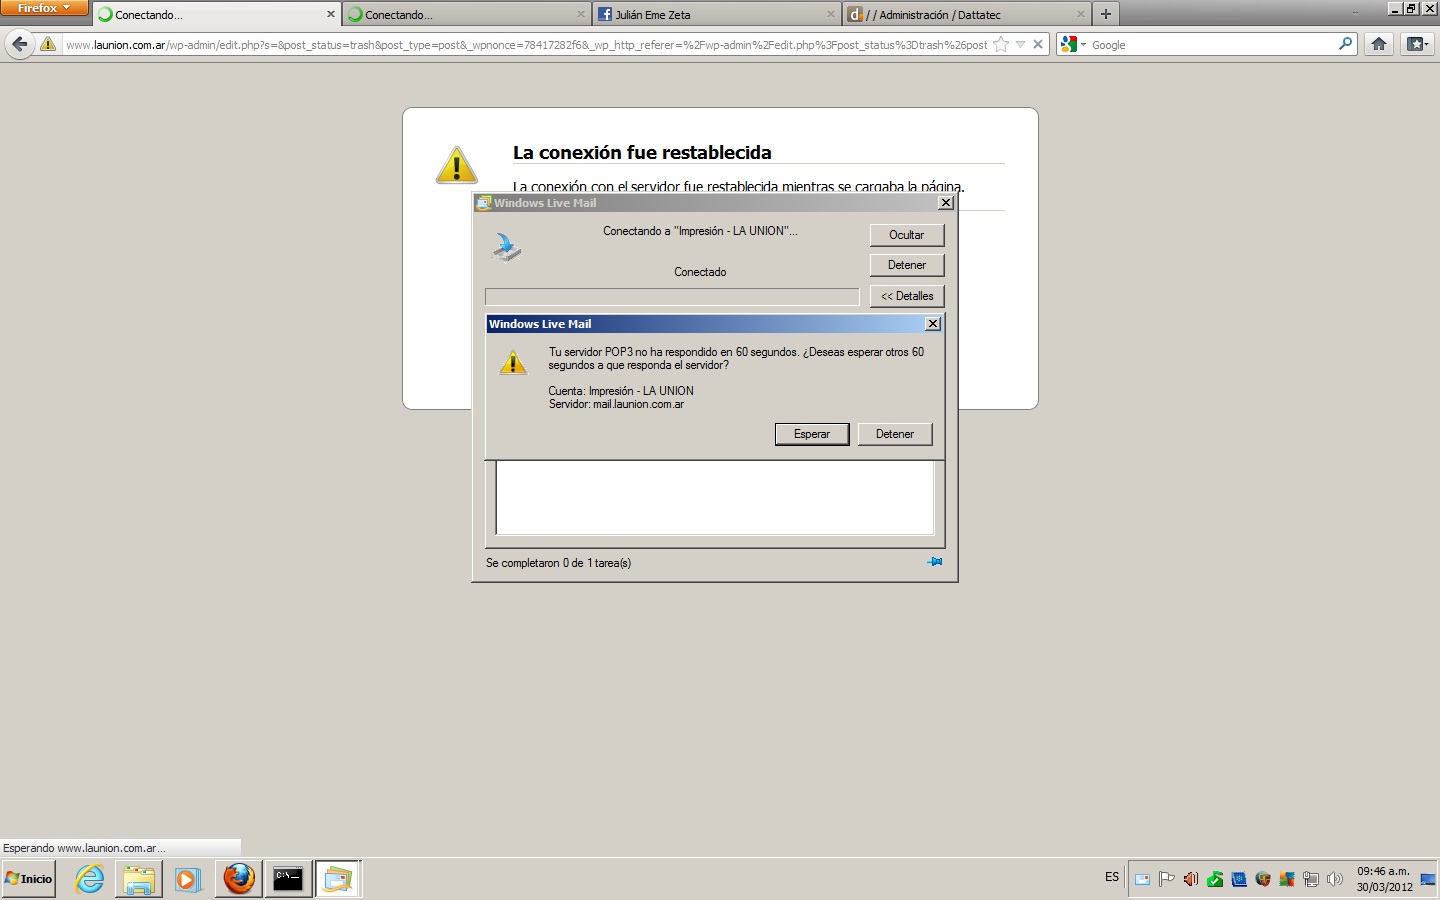 Firefox
Conectando...
Conectando...
Julián Eme Zeta
/ / Administración / Dattatec
www.launion.com.ar/wp-admin/edit.php?s=&post_status=trash&post_type=post&_wpnonce=78417282f6&_wp_http_referer=%2Fwp-admin%2Fedit.php%3Fpost_status%3Dtrash%26post
Google
La conexión fue restablecida
La conexión con el servidor fue restablecida mientras se cargaba la página.
Windows Live Mail
Conectando a "Impresión - LA UNION"...
Ocultar
Conectado
Detener
<< Detalles
Windows Live Mail
Tu servidor POP3 no ha respondido en 60 segundos. ¿Deseas esperar otros 60
segundos a que responda el servidor?
Cuenta: Impresión - LA UNION
Servidor: mail.launion.com.ar
Esperar
Detener
Se completaron 0 de 1 tarea(s)
Esperando www.launion.com.ar...
Inicio
ES
09:46 a.m.
30/03/2012